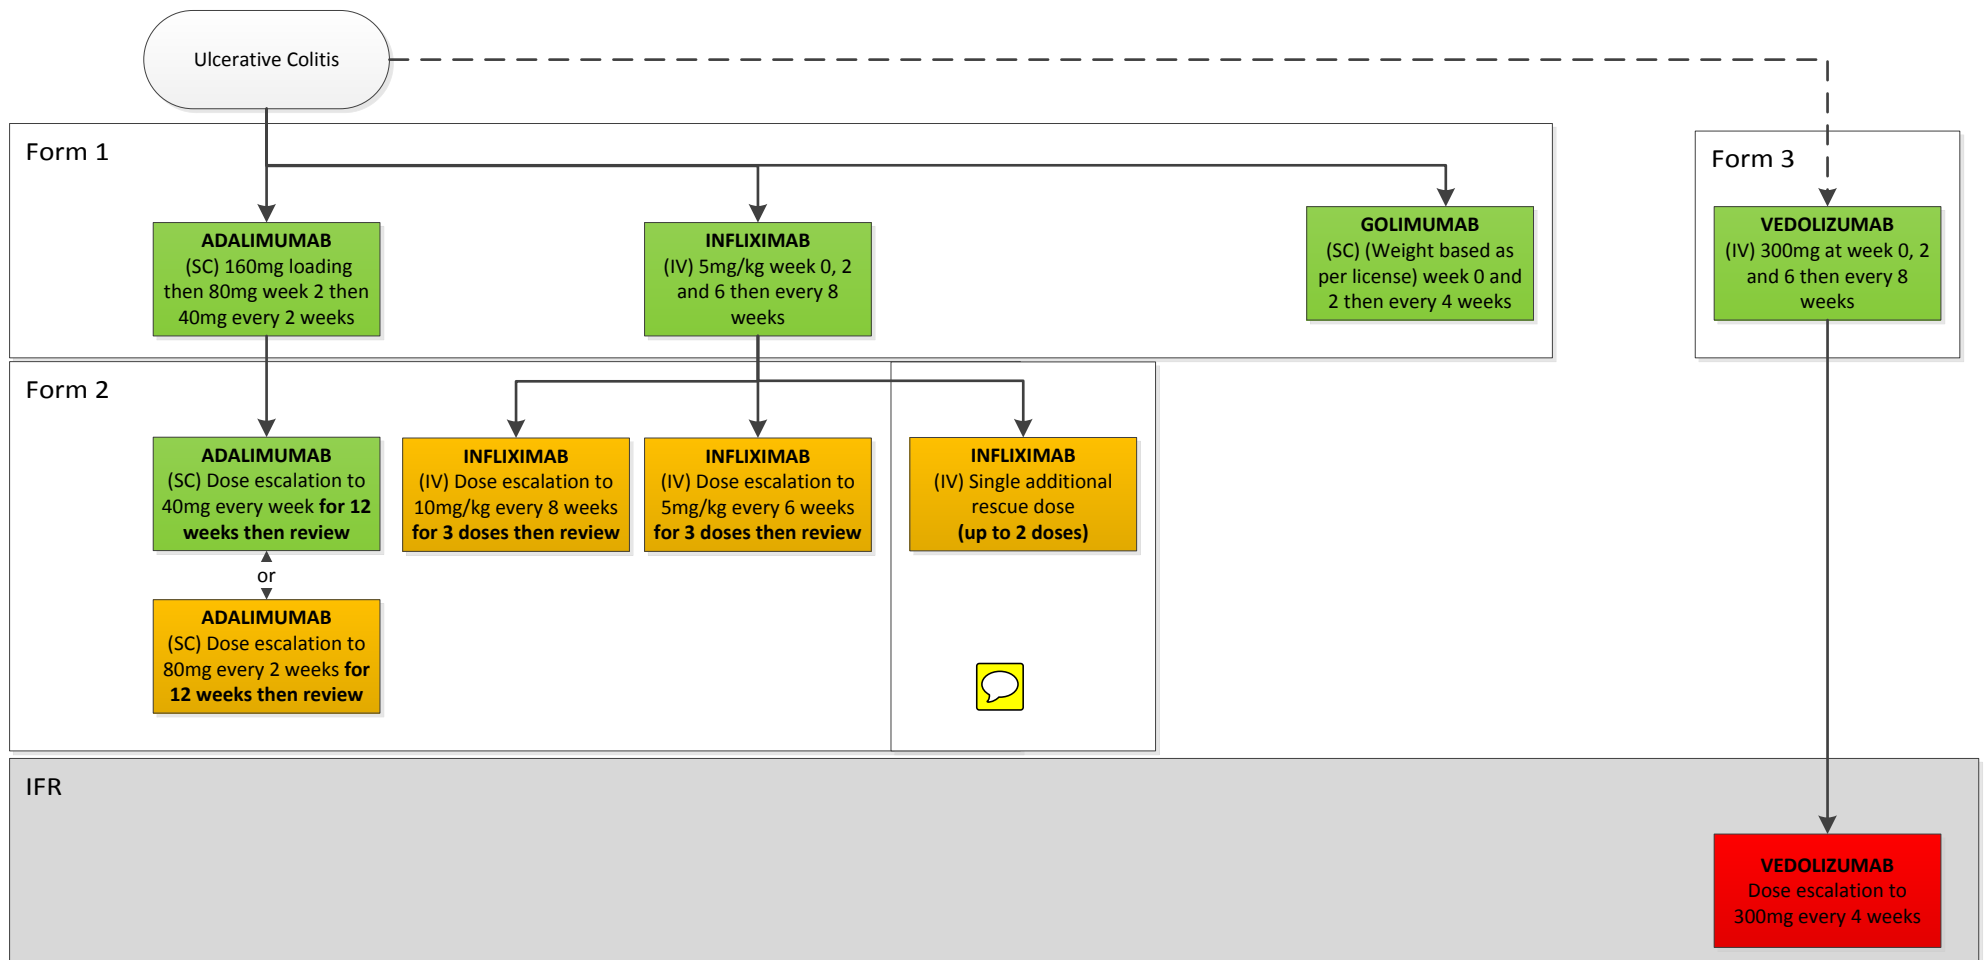 Ulcerative Colitis
Form 1
ADALIMUMAB
(SC) 160mg loading
then 80mg week 2 then
40mg every 2 weeks
INFLIXIMAB
(IV) 5mg/kg week 0, 2
and 6 then every 8
weeks
GOLIMUMAB
(SC) (Weight based as
per license) week 0 and
2 then every 4 weeks
Form 3
VEDOLIZUMAB
(IV) 300mg at week 0, 2
and 6 then every 8
weeks
Form 2
ADALIMUMAB
(SC) Dose escalation to
40mg every week for 12
weeks then review
or
ADALIMUMAB
(SC) Dose escalation to
80mg every 2 weeks for
12 weeks then review
INFLIXIMAB
(IV) Dose escalation to
10mg/kg every 8 weeks
for 3 doses then review
INFLIXIMAB
(IV) Dose escalation to
5mg/kg every 6 weeks
for 3 doses then review
INFLIXIMAB
(IV) Single additional
rescue dose
(up to 2 doses)
IFR
VEDOLIZUMAB
Dose escalation to
300mg every 4 weeks